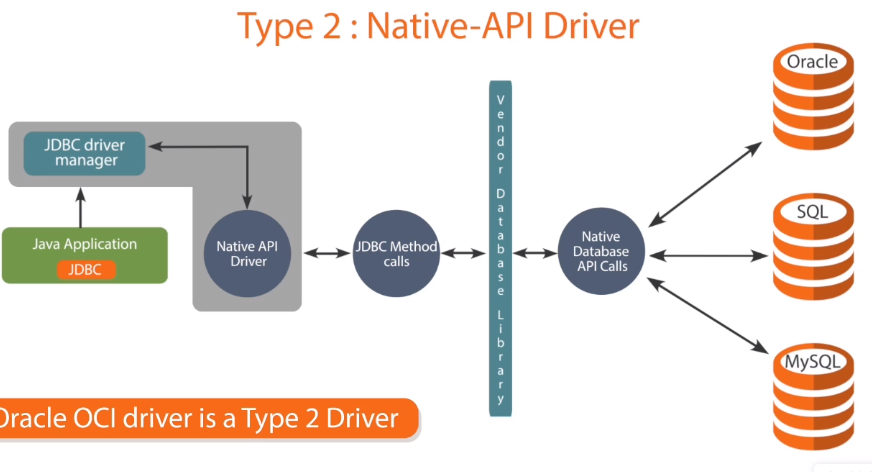 Type 2 : Native-API Driver
Oracle
JDBC driver
manager
Vendor Database Library
SQL
Java Application
JDBC
Native API
Driver
JDBC Method
calls
Native
Database
API Calls
MySQL
Oracle OCI driver is a Type 2 Driver